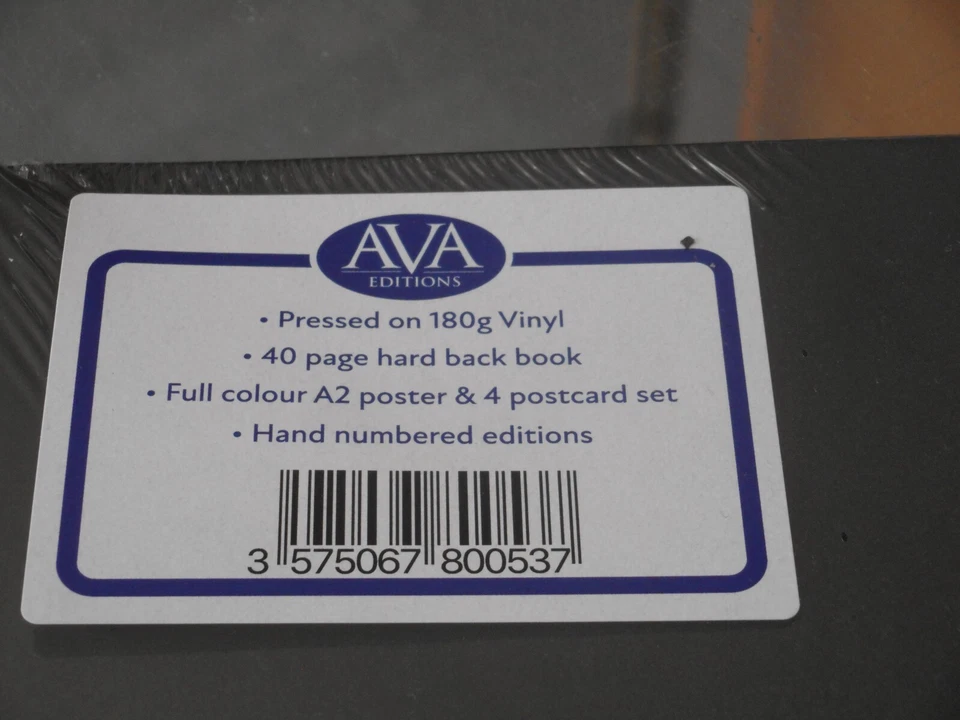 AVA
EDITIONS
• Pressed on 180g Vinyl
• 40 page hard back book
• Full colour A2 poster & 4 postcard set
• Hand numbered editions
3 575067 800537